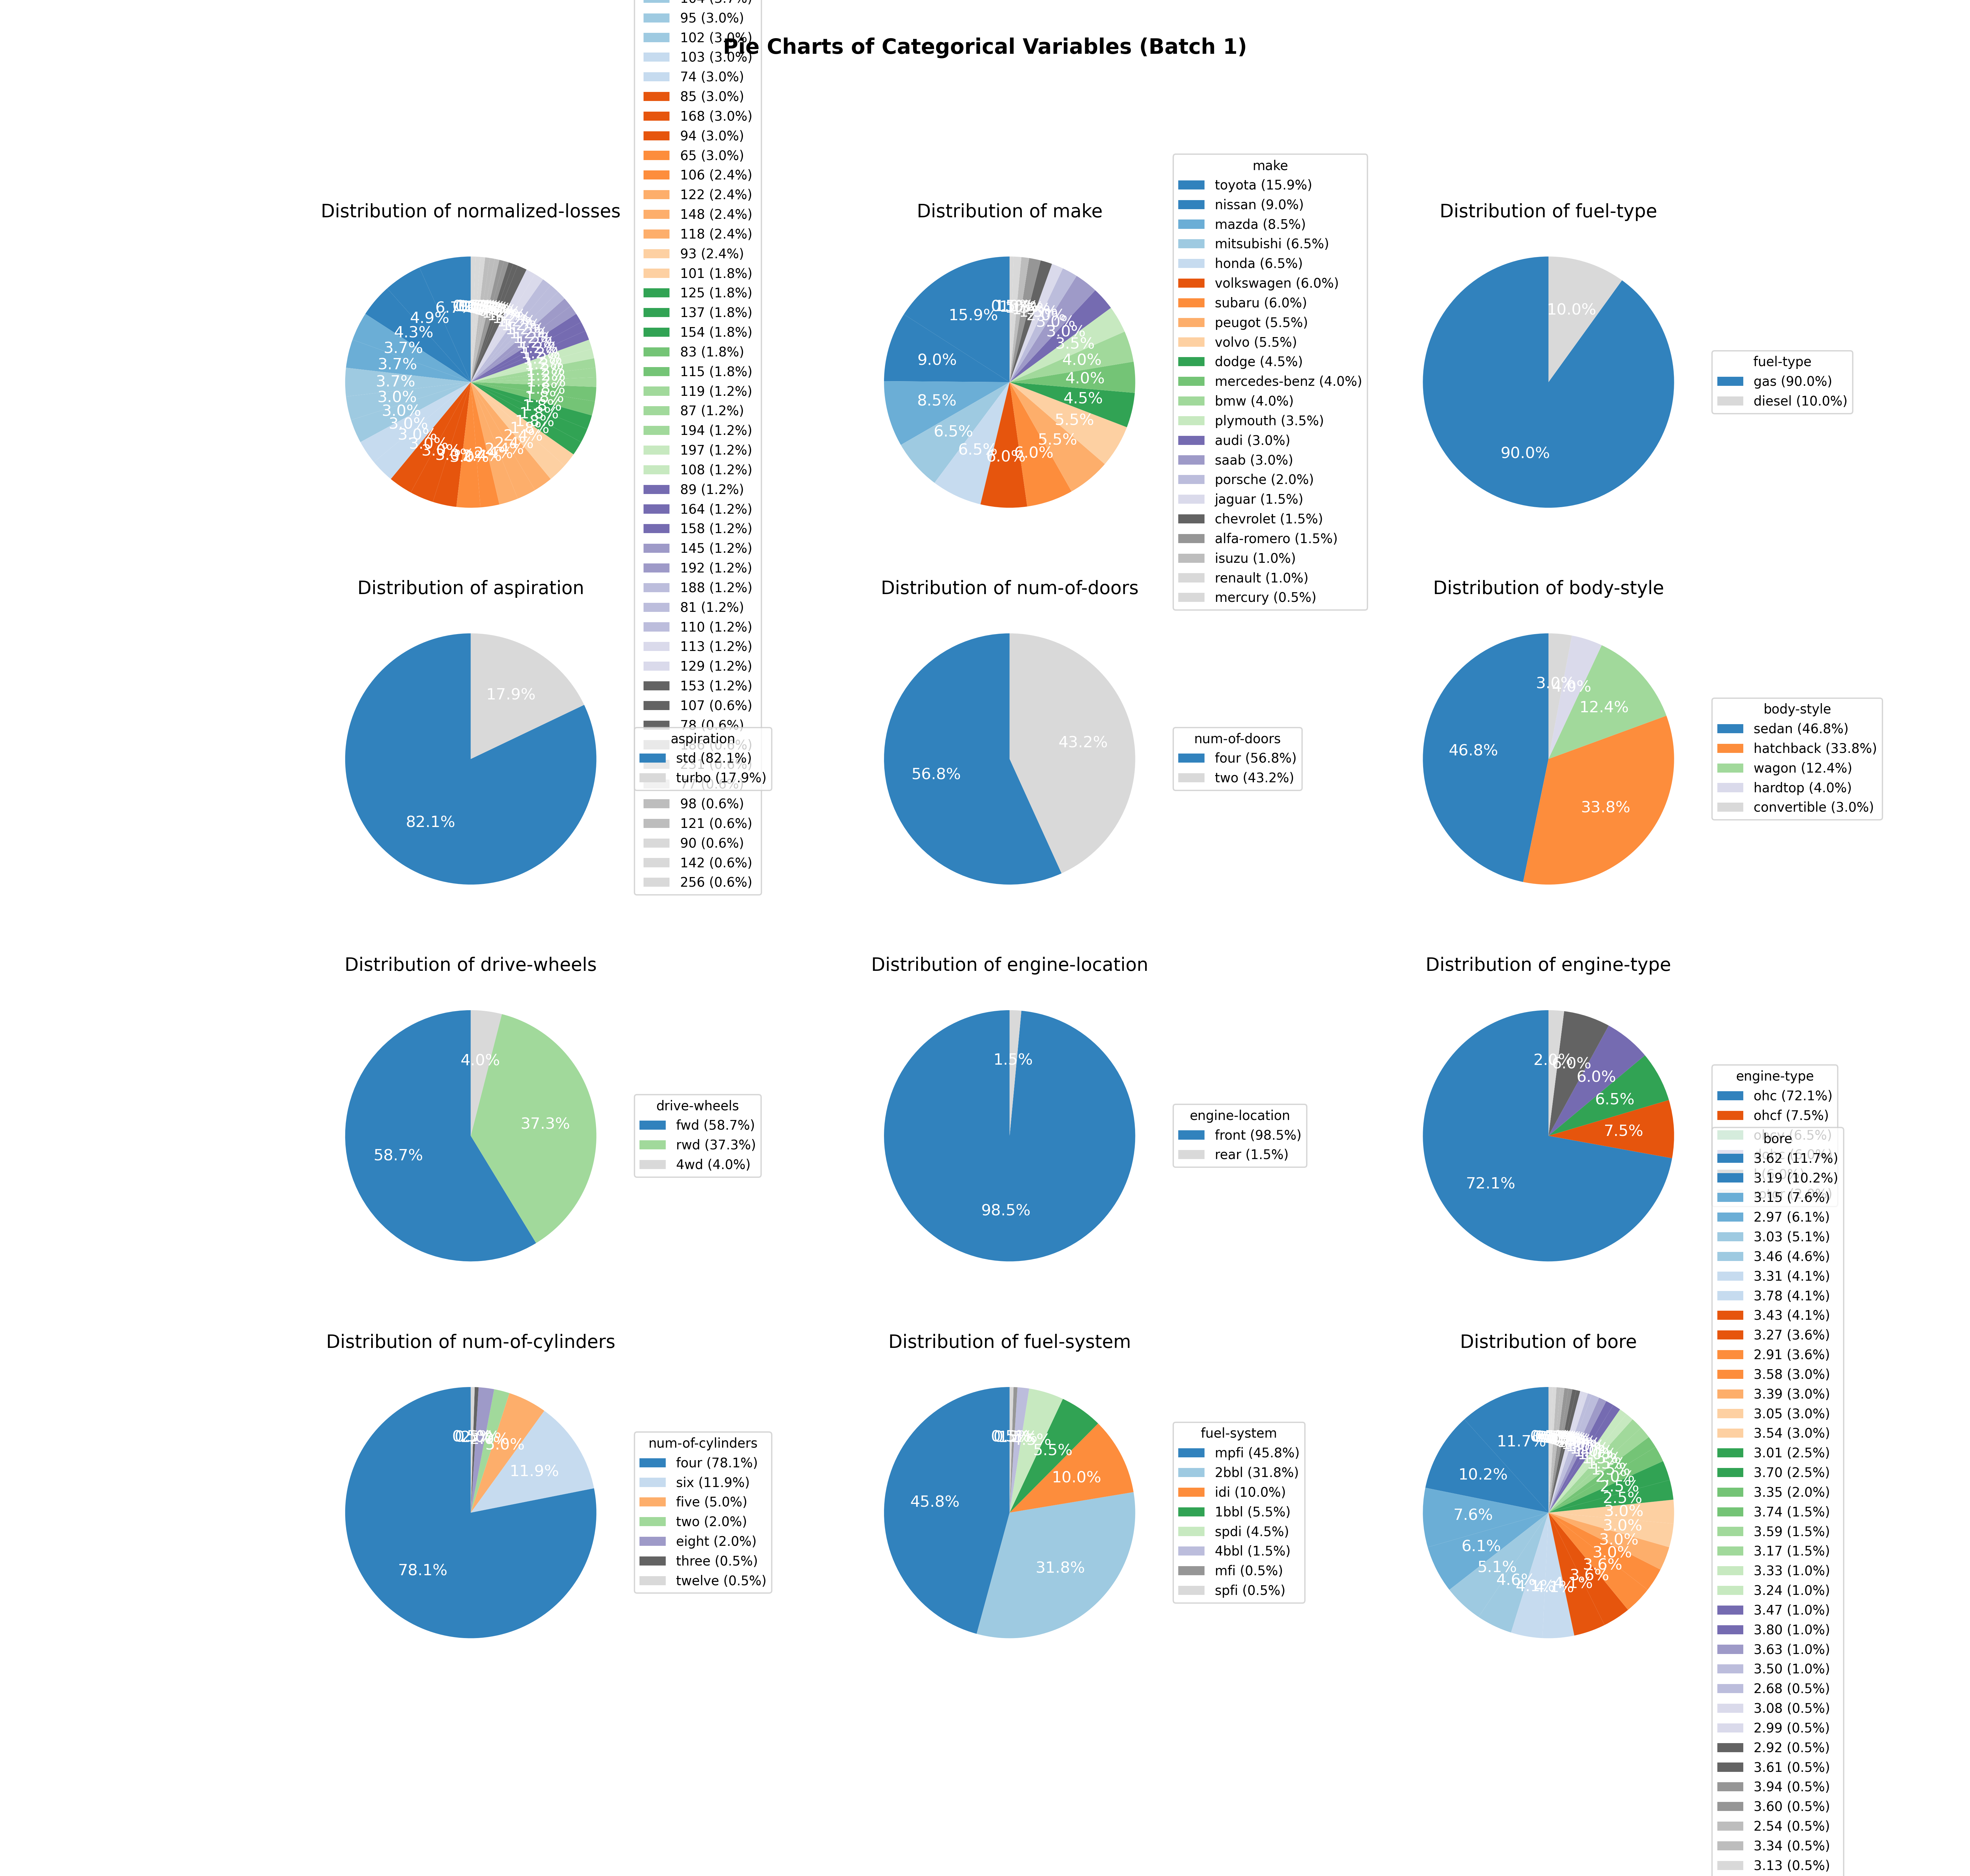 95 (3.0%)
102 (3.0%)
Pie Charts of Categorical Variables (Batch 1)
103 (3.0%)
74 (3.0%)
85 (3.0%)
168 (3.0%)
94 (3.0%)
65 (3.0%)
106 (2.4%)
122 (2.4%)
148 (2.4%)
118 (2.4%)
93 (2.4%)
101 (1.8%)
125 (1.8%)
137 (1.8%)
154 (1.8%)
83 (1.8%)
115 (1.8%)
119 (1.2%)
87 (1.2%)
194 (1.2%)
197 (1.2%)
108 (1.2%)
89 (1.2%)
164 (1.2%)
158 (1.2%)
145 (1.2%)
192 (1.2%)
188 (1.2%)
81 (1.2%)
110 (1.2%)
113 (1.2%)
129 (1.2%)
153 (1.2%)
107 (0.6%)
78 (0.6%)
98 (0.6%)
121 (0.6%)
90 (0.6%)
142 (0.6%)
256 (0.6%)
Distribution of normalized-losses
4.9%
4.3%
3.7%
3.7%
3.7%
3.0%
3.0%
3.0%
Distribution of make
15.9%
9.0%
8.5%
6.5%
6.5%
6.0%
6.0%
5.5%
5.5%
4.5%
4.0%
4.0%
3.5%
3.0%
make
toyota (15.9%)
nissan (9.0%)
mazda (8.5%)
mitsubishi (6.5%)
honda (6.5%)
volkswagen (6.0%)
subaru (6.0%)
peugot (5.5%)
volvo (5.5%)
dodge (4.5%)
mercedes-benz (4.0%)
bmw (4.0%)
plymouth (3.5%)
audi (3.0%)
saab (3.0%)
porsche (2.0%)
jaguar (1.5%)
chevrolet (1.5%)
alfa-romero (1.5%)
isuzu (1.0%)
renault (1.0%)
mercury (0.5%)
Distribution of fuel-type
10.0%
90.0%
fuel-type
gas (90.0%)
diesel (10.0%)
Distribution of aspiration
17.9%
82.1%
aspiration
std (82.1%)
turbo (17.9%)
Distribution of num-of-doors
43.2%
56.8%
num-of-doors
four (56.8%)
two (43.2%)
Distribution of body-style
3.0%
4.0%
12.4%
46.8%
33.8%
body-style
sedan (46.8%)
hatchback (33.8%)
wagon (12.4%)
hardtop (4.0%)
convertible (3.0%)
Distribution of drive-wheels
4.0%
37.3%
58.7%
drive-wheels
fwd (58.7%)
rwd (37.3%)
4wd (4.0%)
Distribution of engine-location
1.5%
98.5%
engine-location
front (98.5%)
rear (1.5%)
Distribution of engine-type
2.0%
6.0%
6.0%
6.5%
7.5%
72.1%
engine-type
ohc (72.1%)
ohcf (7.5%)
Distribution of num-of-cylinders
5.0%
11.9%
78.1%
num-of-cylinders
four (78.1%)
six (11.9%)
five (5.0%)
two (2.0%)
eight (2.0%)
three (0.5%)
twelve (0.5%)
Distribution of fuel-system
5.5%
10.0%
45.8%
31.8%
fuel-system
mpfi (45.8%)
2bbl (31.8%)
idi (10.0%)
1bbl (5.5%)
spdi (4.5%)
4bbl (1.5%)
mfi (0.5%)
spfi (0.5%)
Distribution of bore
11.7%
10.2%
7.6%
6.1%
5.1%
4.6%
3.6%
3.6%
3.0%
3.0%
3.0%
3.0%
2.5%
2.5%
2.0%
bore
3.62 (11.7%)
3.19 (10.2%)
3.15 (7.6%)
2.97 (6.1%)
3.03 (5.1%)
3.46 (4.6%)
3.31 (4.1%)
3.78 (4.1%)
3.43 (4.1%)
3.27 (3.6%)
2.91 (3.6%)
3.58 (3.0%)
3.39 (3.0%)
3.05 (3.0%)
3.54 (3.0%)
3.01 (2.5%)
3.70 (2.5%)
3.35 (2.0%)
3.74 (1.5%)
3.59 (1.5%)
3.17 (1.5%)
3.33 (1.0%)
3.24 (1.0%)
3.47 (1.0%)
3.80 (1.0%)
3.63 (1.0%)
3.50 (1.0%)
2.68 (0.5%)
3.08 (0.5%)
2.99 (0.5%)
2.92 (0.5%)
3.61 (0.5%)
3.94 (0.5%)
3.60 (0.5%)
2.54 (0.5%)
3.34 (0.5%)
3.13 (0.5%)